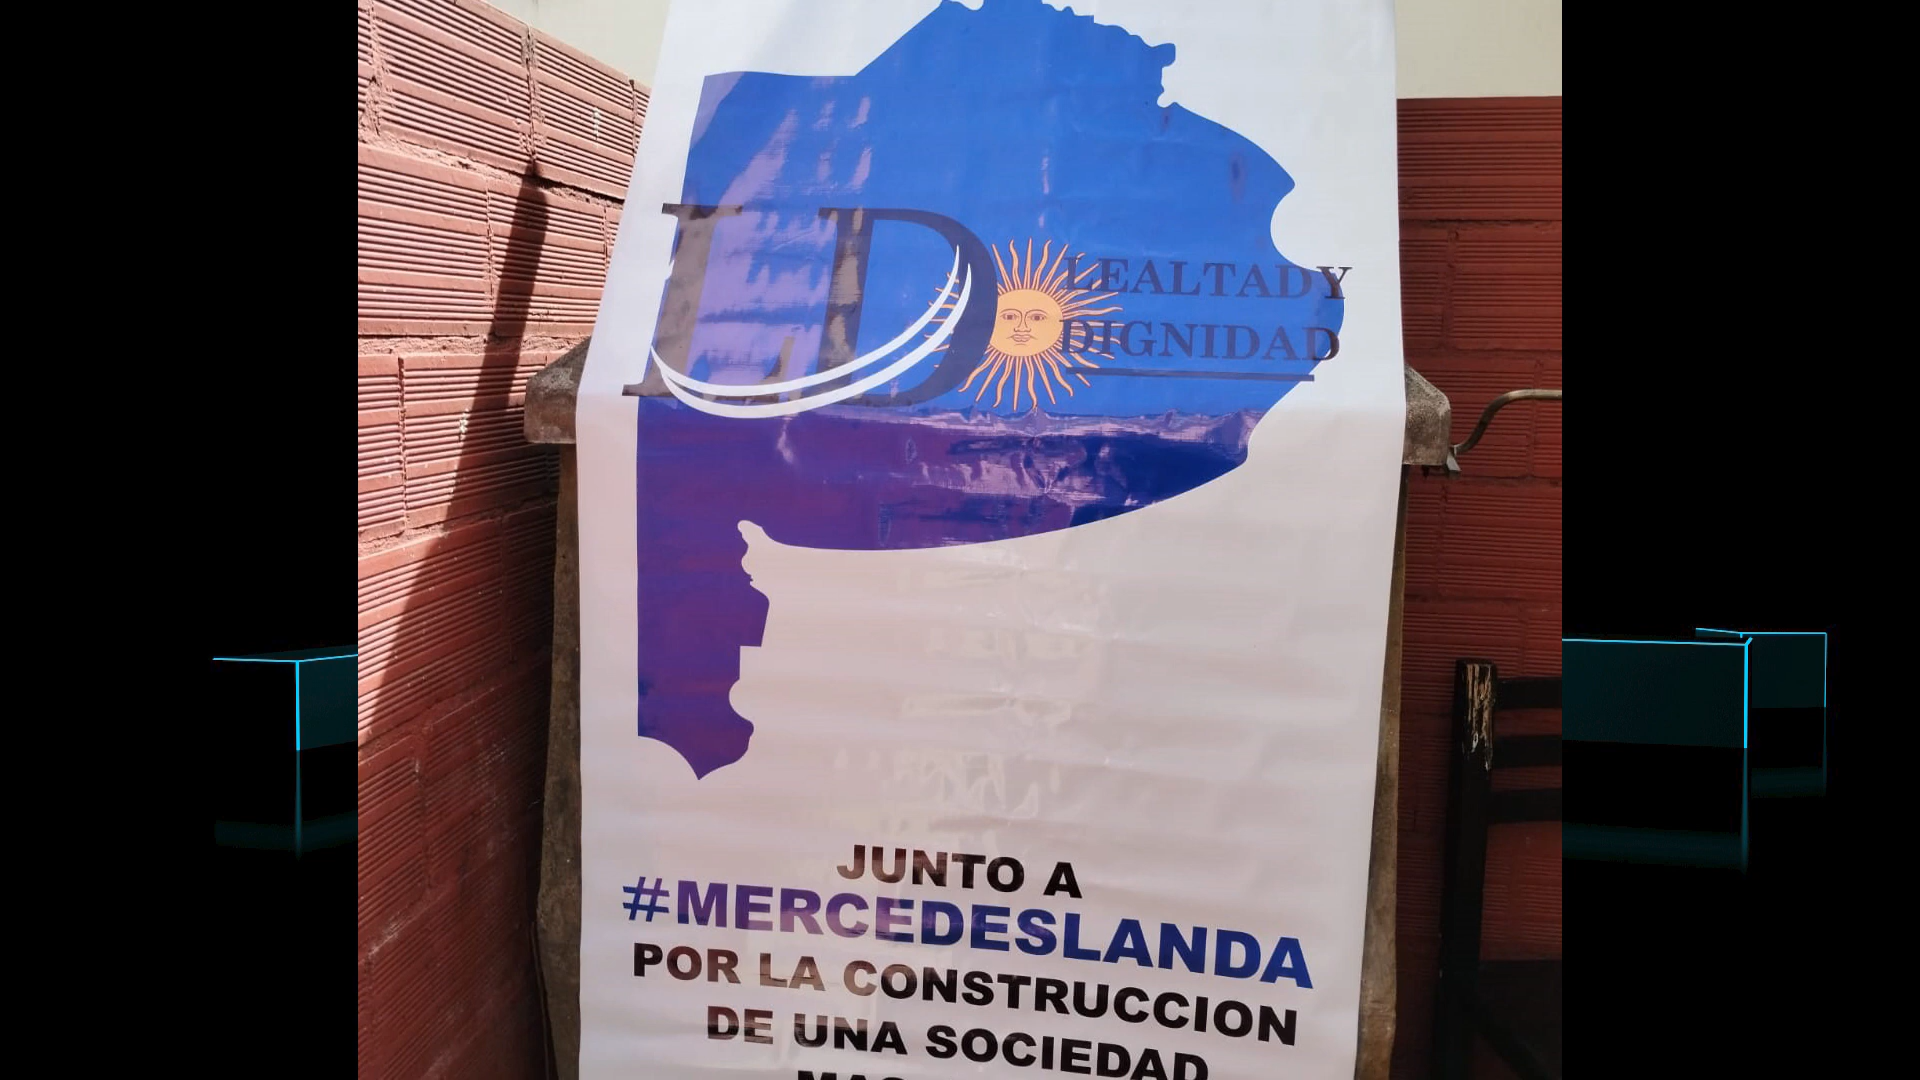 LD
LEALTAD Y
DIGNIDAD
JUNTO A
#MERCEDESLANDA
POR LA CONSTRUCCION
DE UNA SOCIEDAD